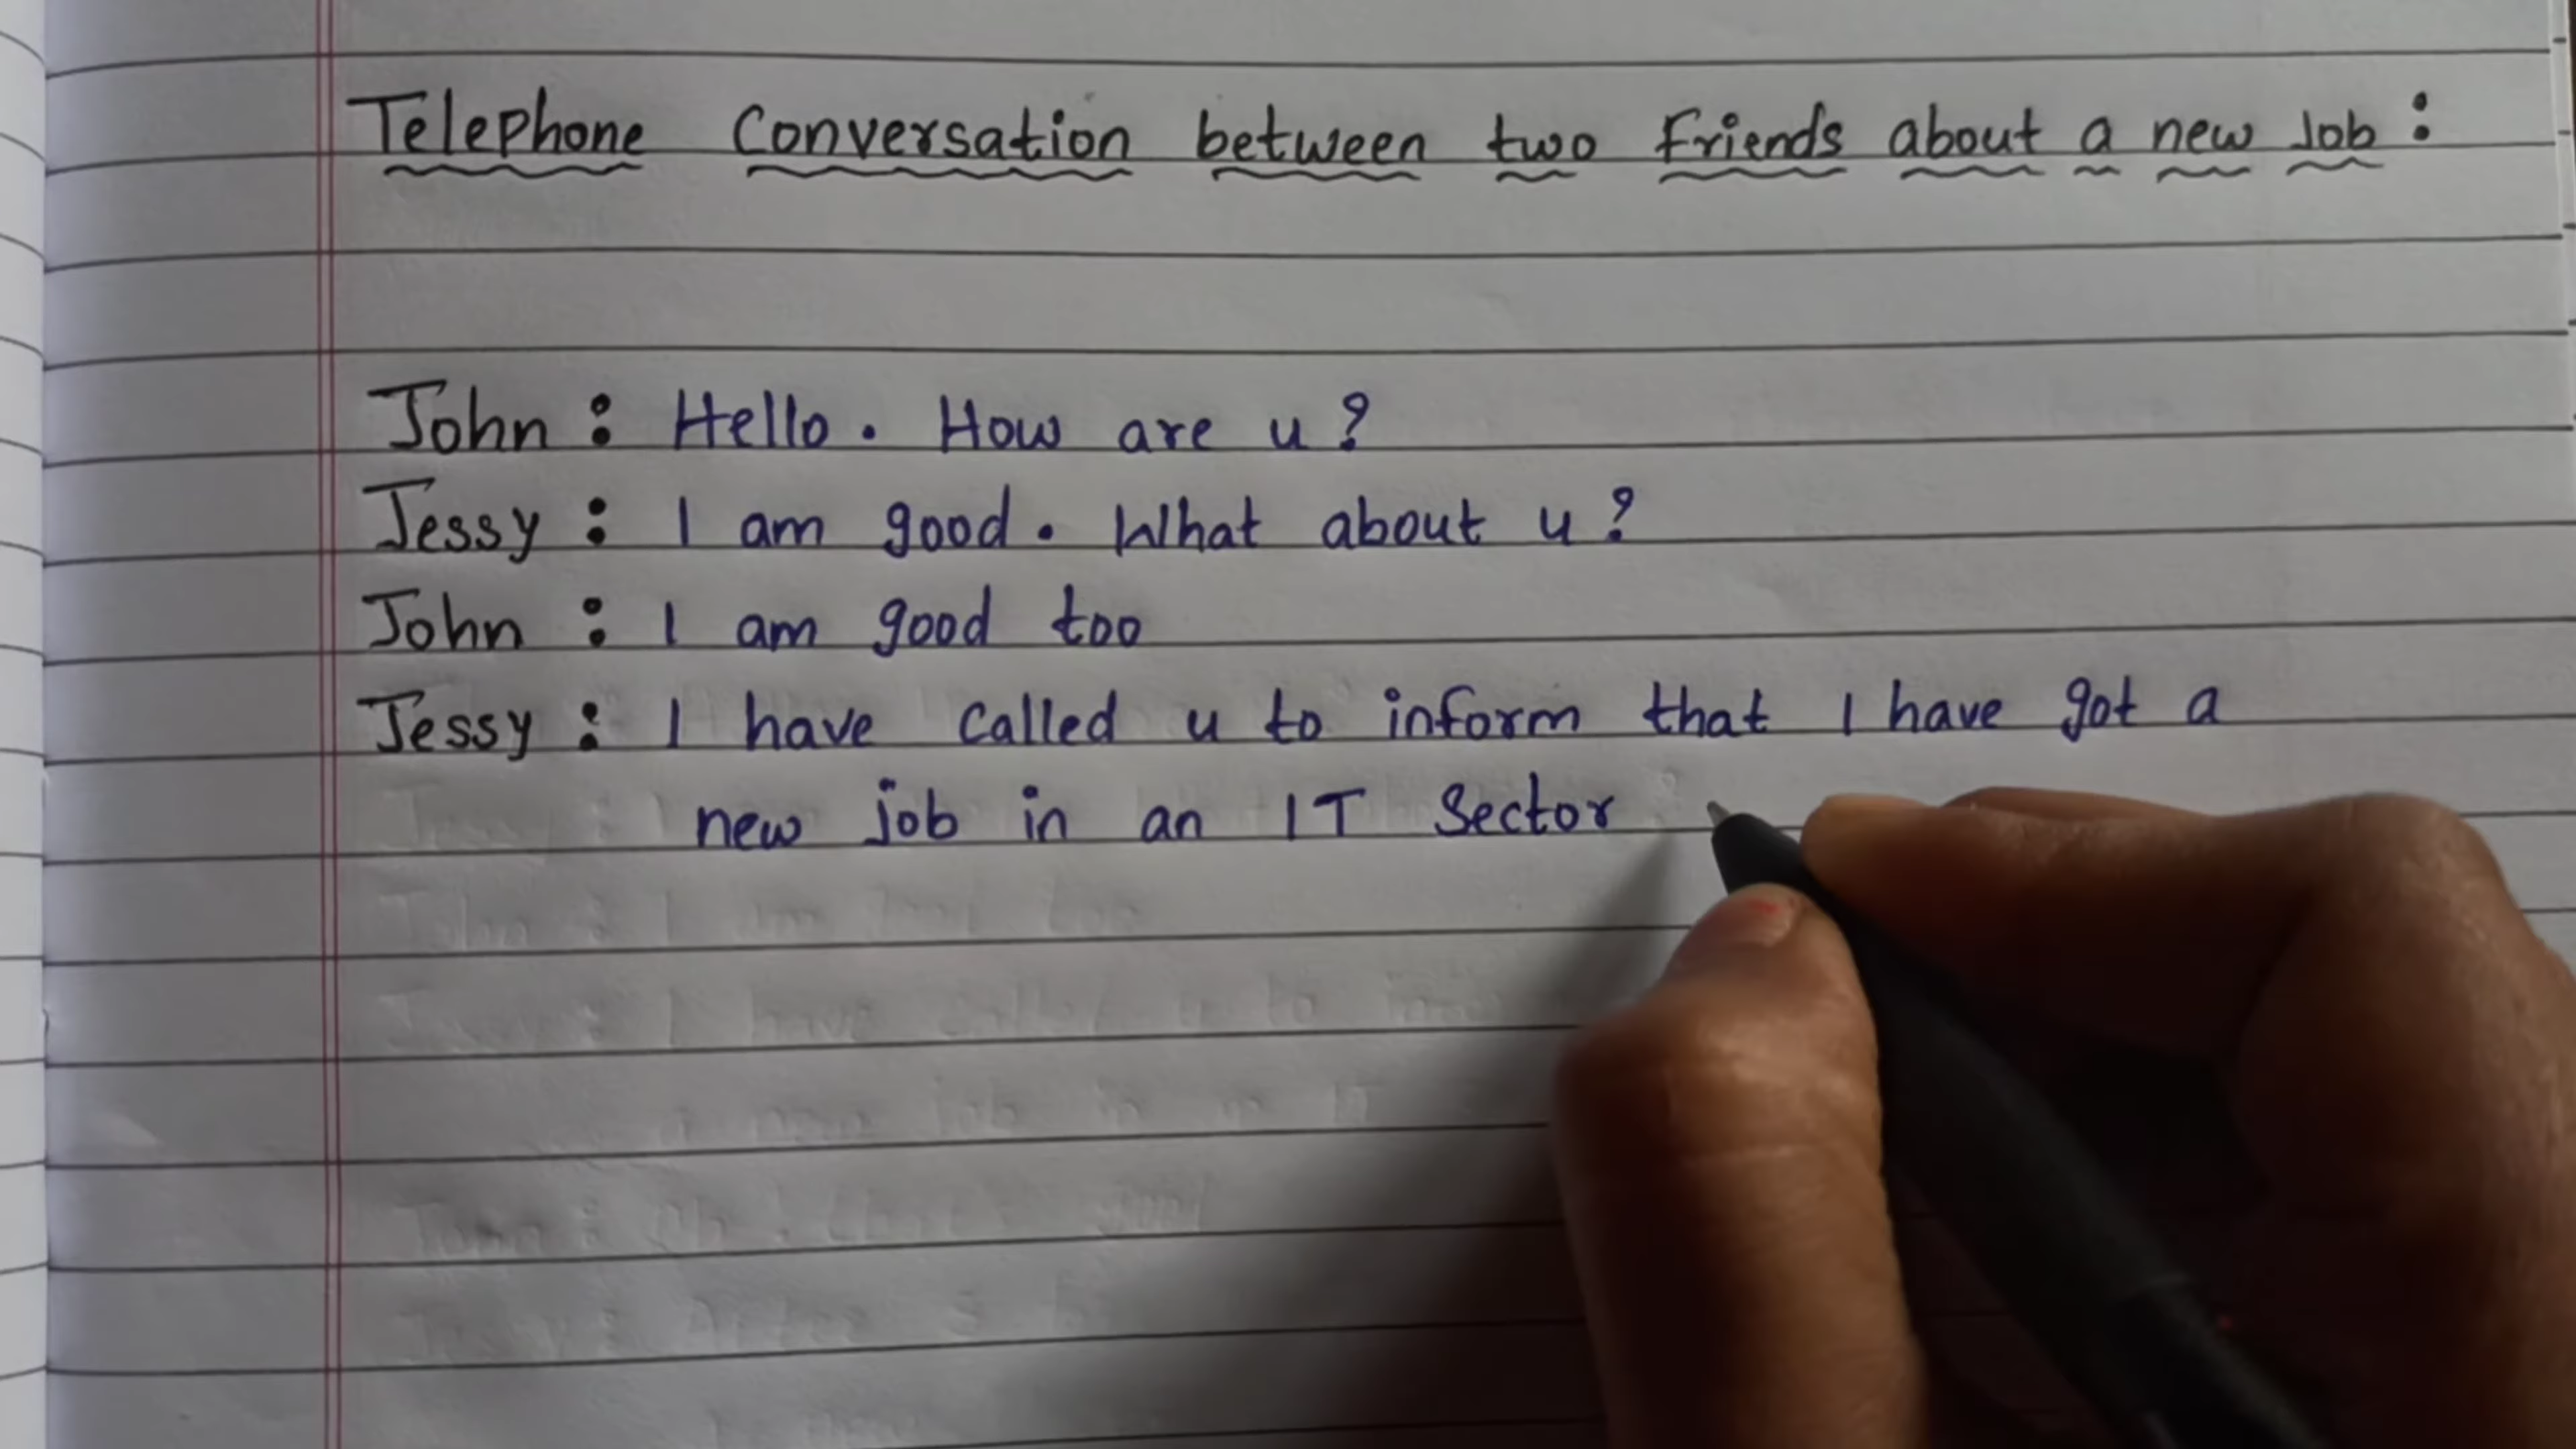 Telephone Conversation between two Friends about a new Job :
John : Hello. How are u?
Jessy : I am good. What about u?
John : I am good too
Jessy : I have called u to inform that I have got a
new job in an IT Sector